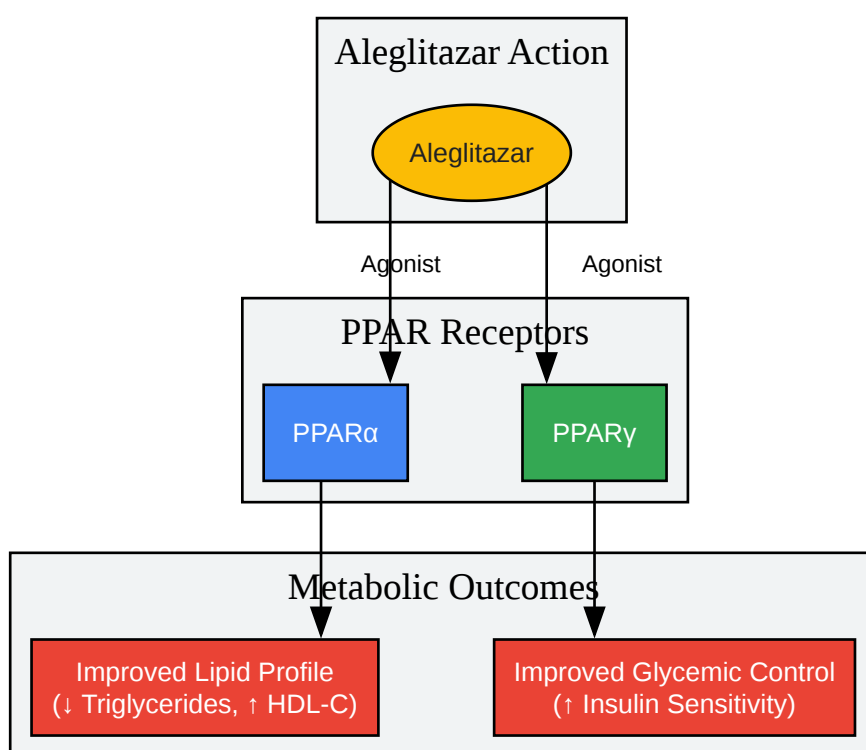 Aleglitazar Action
Aleglitazar
Agonist
Agonist
PPAR Receptors
PPARα
PPARγ
Metabolic Outcomes
Improved Lipid Profile
(↓ Triglycerides, ↑ HDL-C)
Improved Glycemic Control
(↑ Insulin Sensitivity)